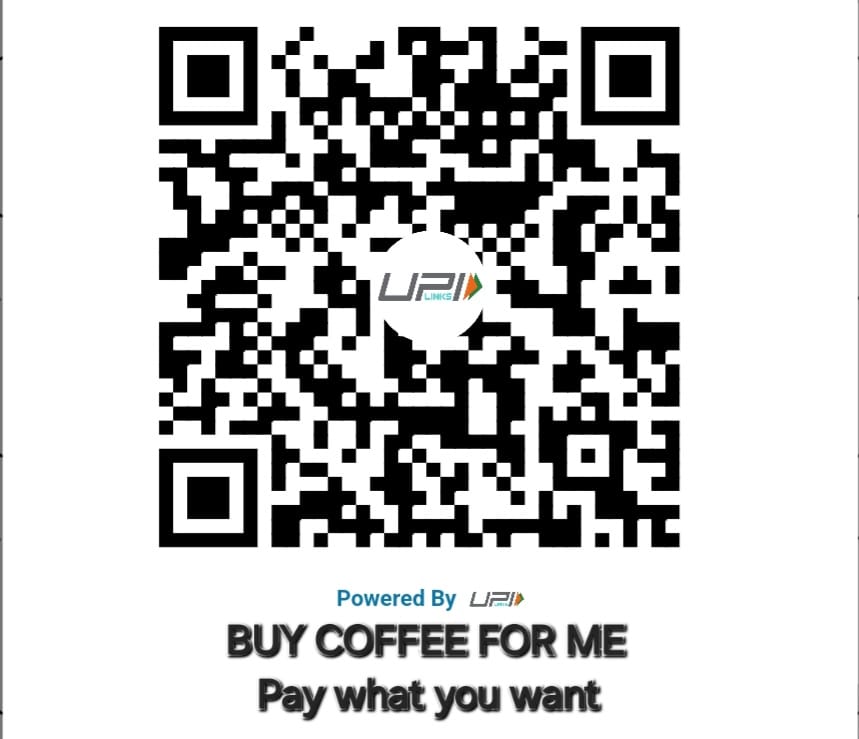 UPI
LINKS
Powered By UPI
LINKS
BUY COFFEE FOR ME
Pay what you want